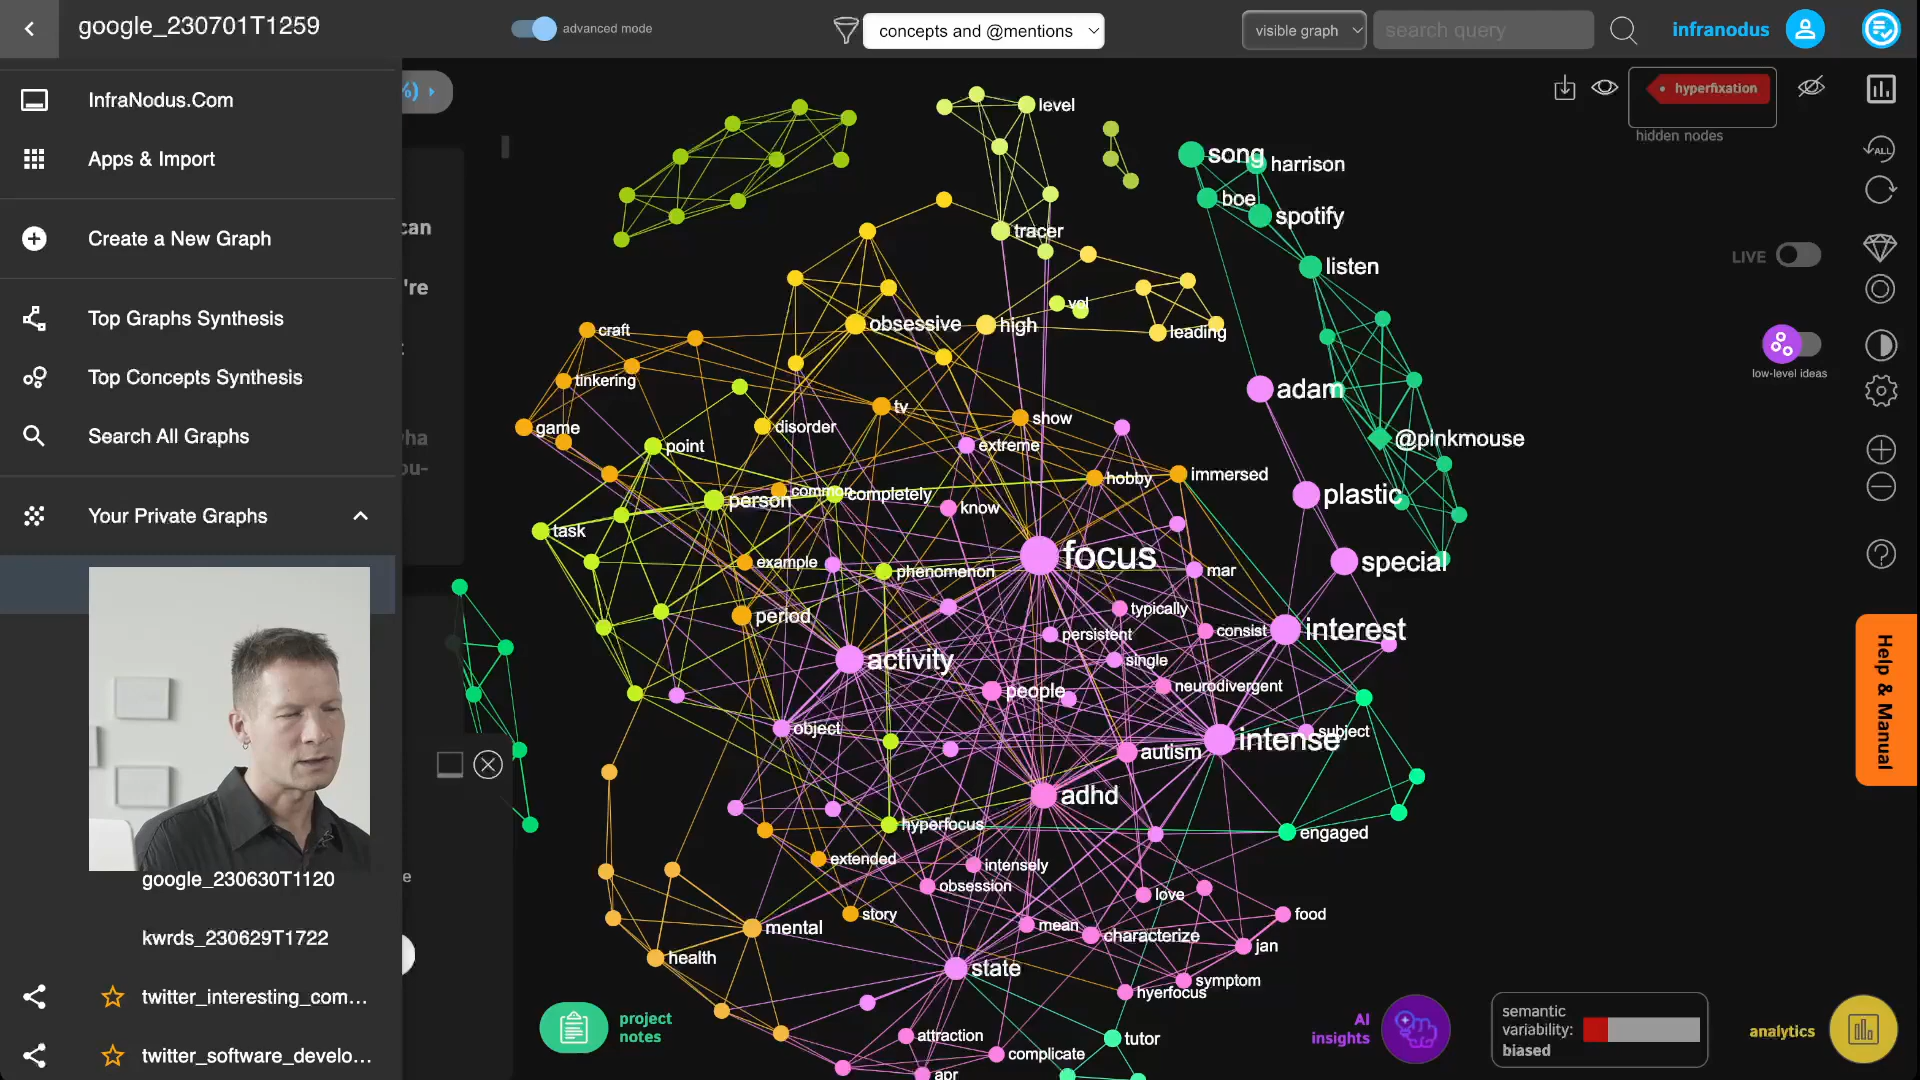 google_230701T1259
advanced mode
concepts and @mentions
visible graph
search query
infranodus
InfraNodus.Com
Apps & Import
Create a New Graph
Top Graphs Synthesis
Top Concepts Synthesis
Search All Graphs
Your Private Graphs
google_230630T1120
kwrds_230629T1722
twitter_interesting_com...
twitter_software_develo...
%)
can
're
level
song
harrison
boe
spotify
tracer
listen
vol
obsessive
high
leading
craft
tinkering
adam
tv
show
game
disorder
extreme
@pinkmouse
point
hobby
immersed
person
common
completely
plastic
know
task
focus
example
phenomenon
mar
special
period
typically
persistent
consist
interest
activity
single
people
neurodivergent
object
autism
intense
subject
adhd
hyperfocus
engaged
extended
intensely
obsession
love
story
mental
mean
characterize
food
health
jan
state
symptom
hyerfocus
attraction
tutor
complicate
apr
hyperfixation
hidden nodes
ALL
LIVE
low-level ideas
Help & Manual
project
notes
AI
insights
semantic
variability:
biased
analytics